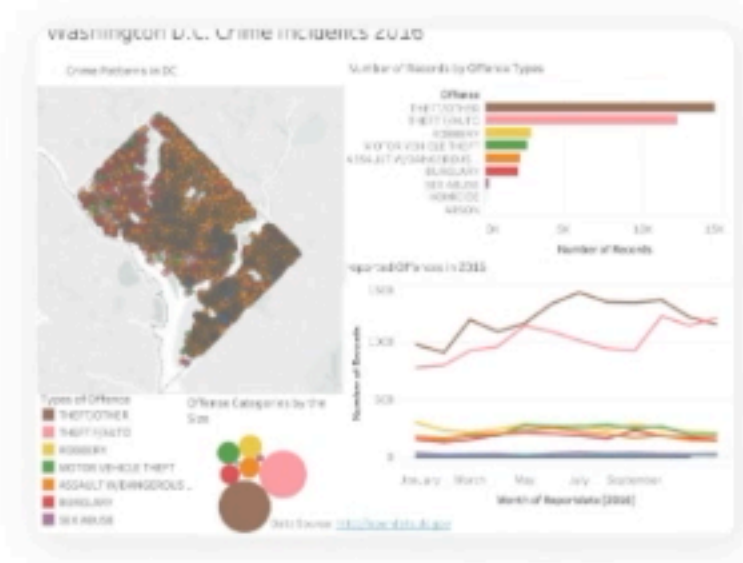 Washington D.C. Crime Incidents 2016
Crime Patterns in DC
Number of Records by Offense Types
Offense
THEFT/OTHER
THEFT F/AUTO
ROBBERY
MOTOR VEHICLE THEFT
ASSAULT W/DANGEROUS...
BURGLARY
SEX ABUSE
HOMICIDE
ARSON
0K 5K 10K 15K
Number of Records
reported Offenses in 2016
1500
1000
500
0
Number of Records
January March May July September
Month of Reportdate [2016]
Types of Offense
THEFT/OTHER
THEFT F/AUTO
ROBBERY
MOTOR VEHICLE THEFT
ASSAULT W/DANGEROUS ...
BURGLARY
SEX ABUSE
Offense Categories by the
Size
Data Source: